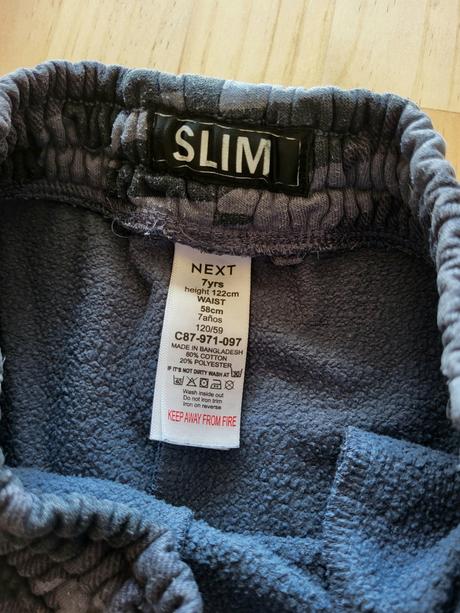 SLIM
NEXT
7yrs
height 122cm
WAIST
58cm
7años
120/59
C87-971-097
MADE IN BANGLADESH
80% COTTON
20% POLYESTER
IF IT'S NOT DIRTY WASH AT
Wash inside out
Do not iron trim
Iron on reverse
KEEP AWAY FROM FIRE